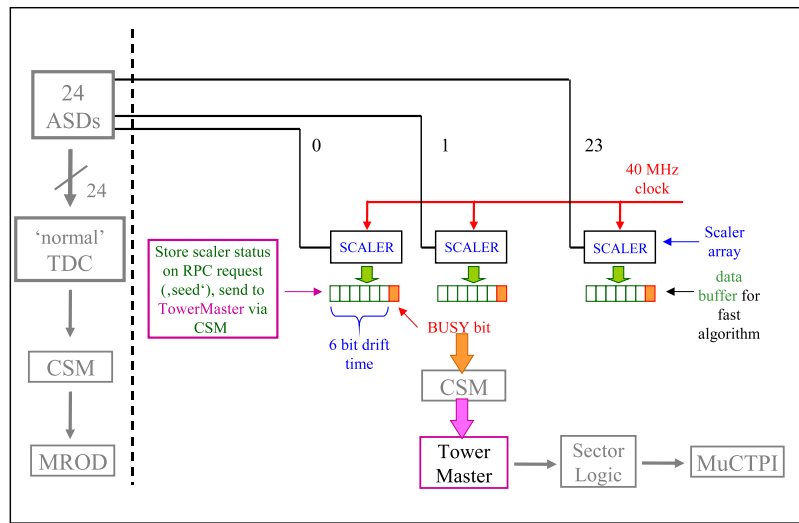 24
ASDs
24
'normal'
TDC
CSM
MROD
0
1
23
40 MHz
clock
SCALER
SCALER
SCALER
Scaler
array
Store scaler status
on RPC request
(‚seed‘), send to
TowerMaster via
CSM
data
buffer for
fast
algorithm
BUSY bit
6 bit drift
time
CSM
Tower
Master
Sector
Logic
MuCTPI